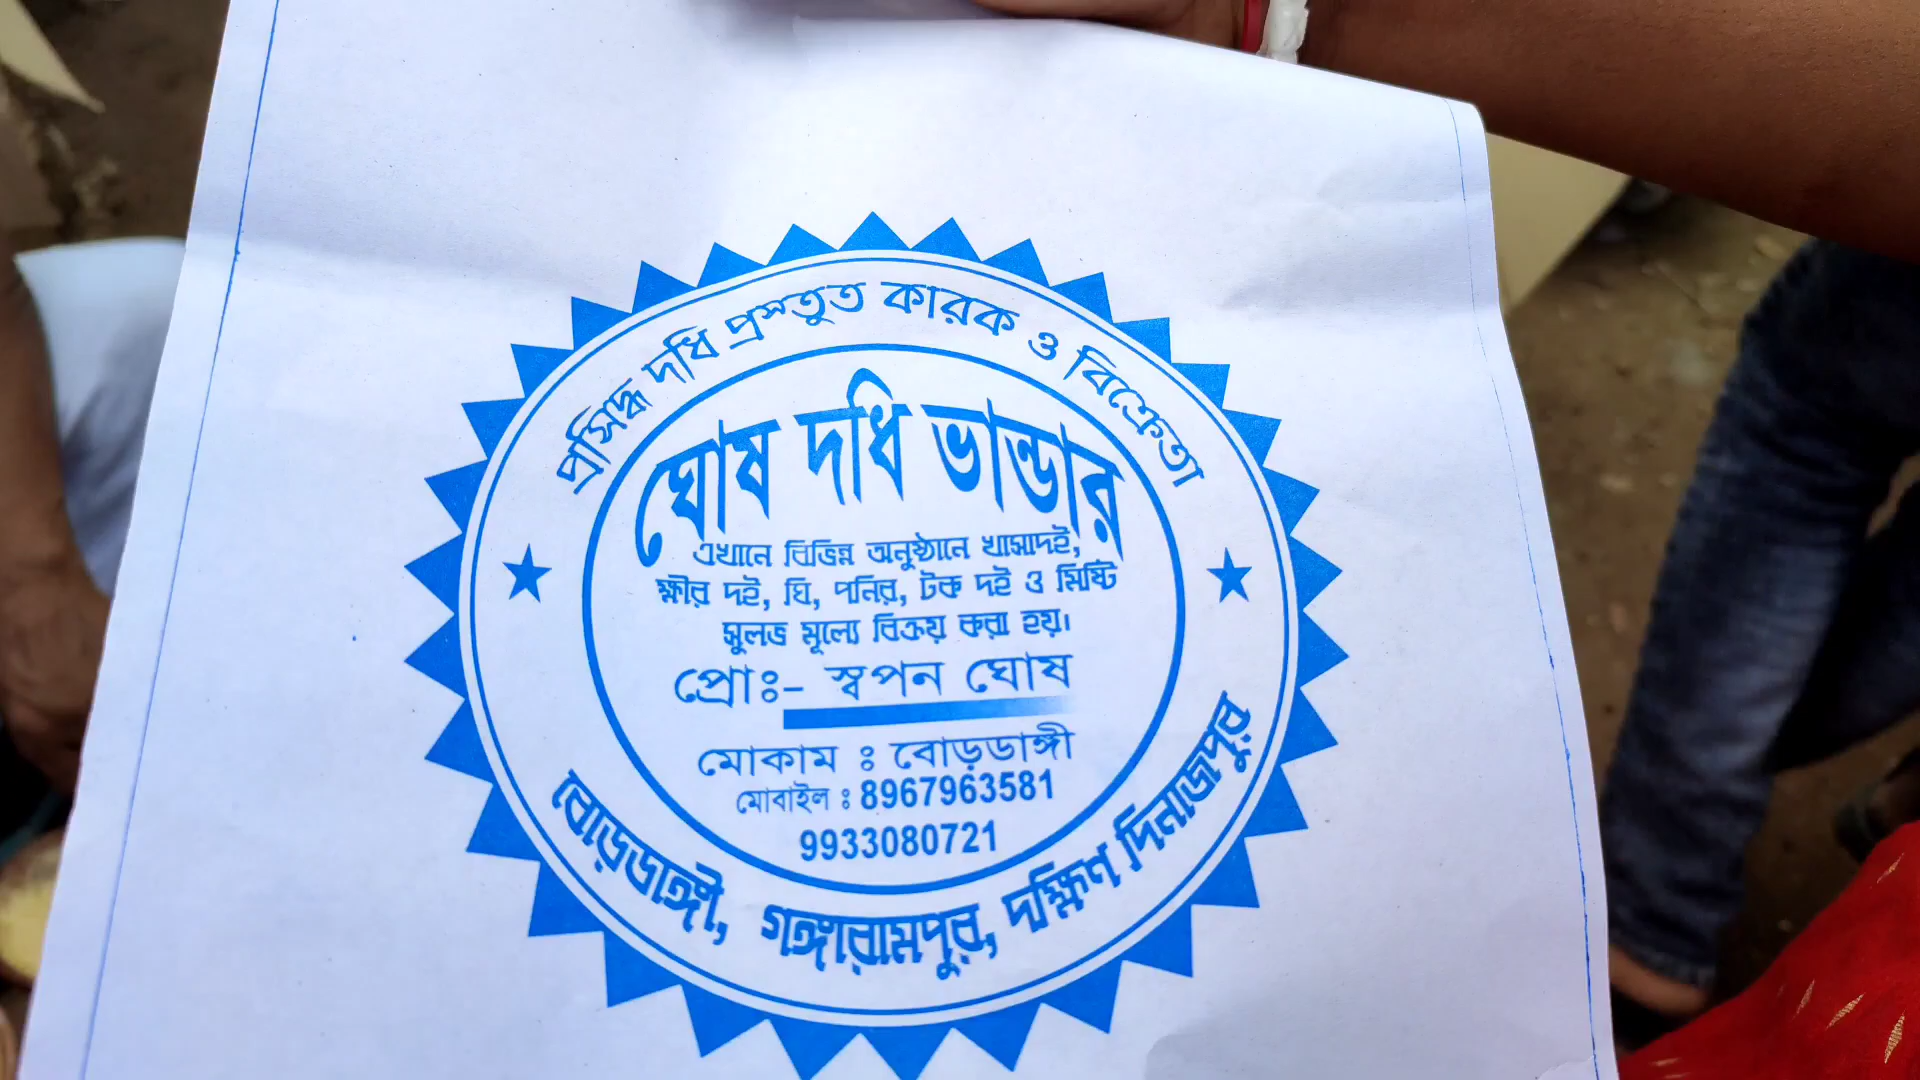 প্রসিদ্ধ দধি প্রস্তুত কারক ও বিক্রেতা
ঘোষ দধি ভান্ডার
এখানে বিভিন্ন অনুষ্ঠানে খাসাদই,
ক্ষীর দই, ঘি, পনির, টক দই ও মিষ্টি
সুলভ মূল্যে বিক্রয় করা হয়।
প্রোঃ- স্বপন ঘোষ
মোকাম ঃ বোড়ডাঙ্গী
মোবাইল ঃ 8967963581
9933080721
বোড়ডাঙ্গী, গঙ্গারামপুর, দক্ষিণ দিনাজপুর